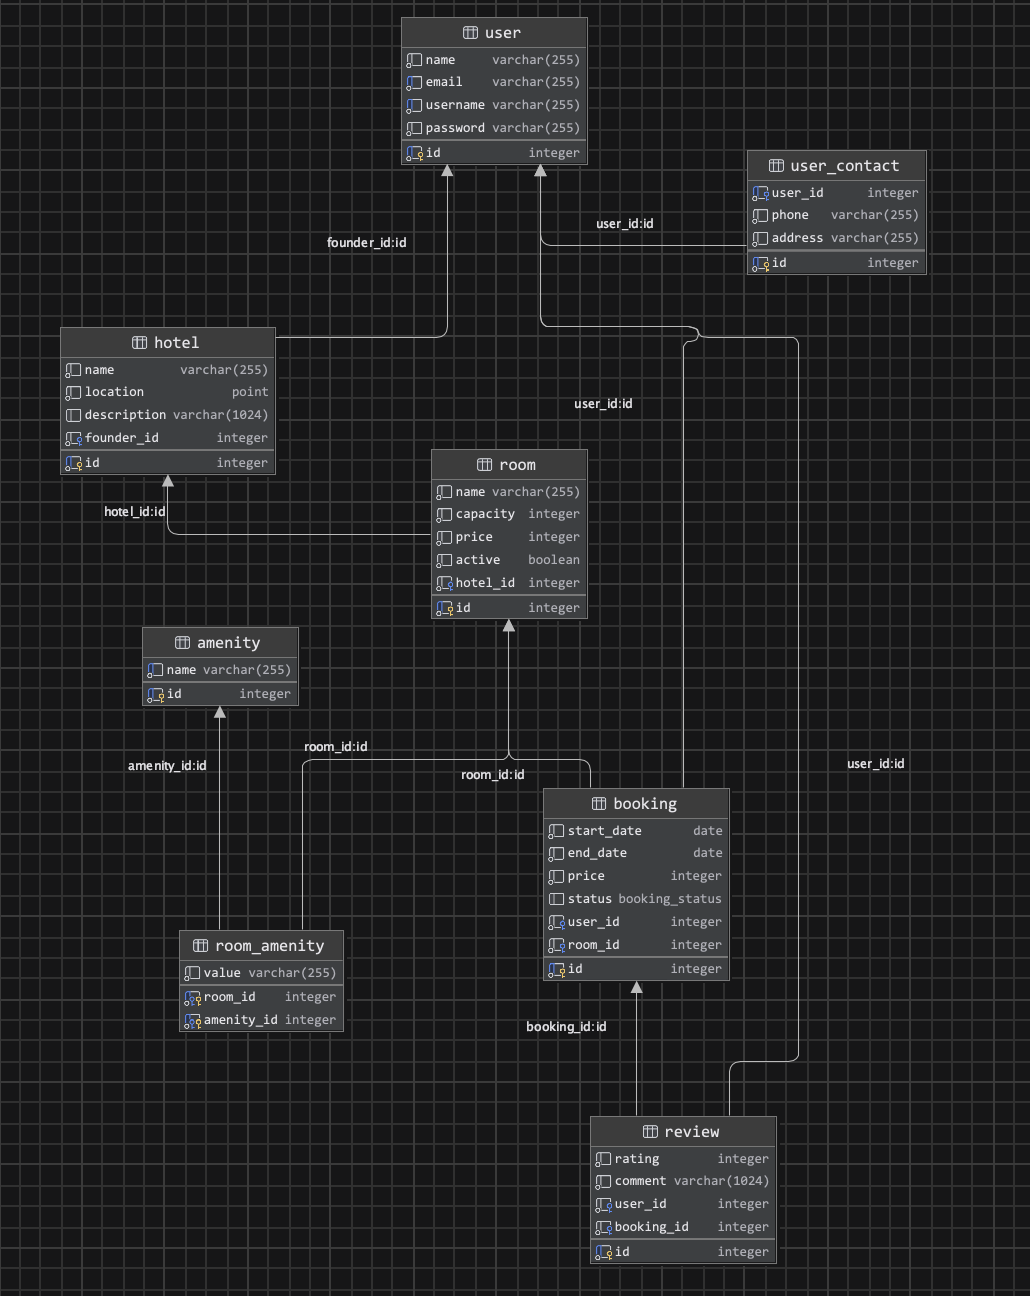 user
name varchar(255)
email varchar(255)
username varchar(255)
password varchar(255)
id integer
user_contact
user_id integer
phone varchar(255)
address varchar(255)
id integer
user_id:id
founder_id:id
hotel
name varchar(255)
location point
description varchar(1024)
founder_id integer
id integer
user_id:id
room
name varchar(255)
capacity integer
price integer
active boolean
hotel_id integer
id integer
hotel_id:id
amenity
name varchar(255)
id integer
room_id:id
amenity_id:id
room_id:id
user_id:id
booking
start_date date
end_date date
price integer
status booking_status
user_id integer
room_id integer
id integer
room_amenity
value varchar(255)
room_id integer
amenity_id integer
booking_id:id
review
rating integer
comment varchar(1024)
user_id integer
booking_id integer
id integer